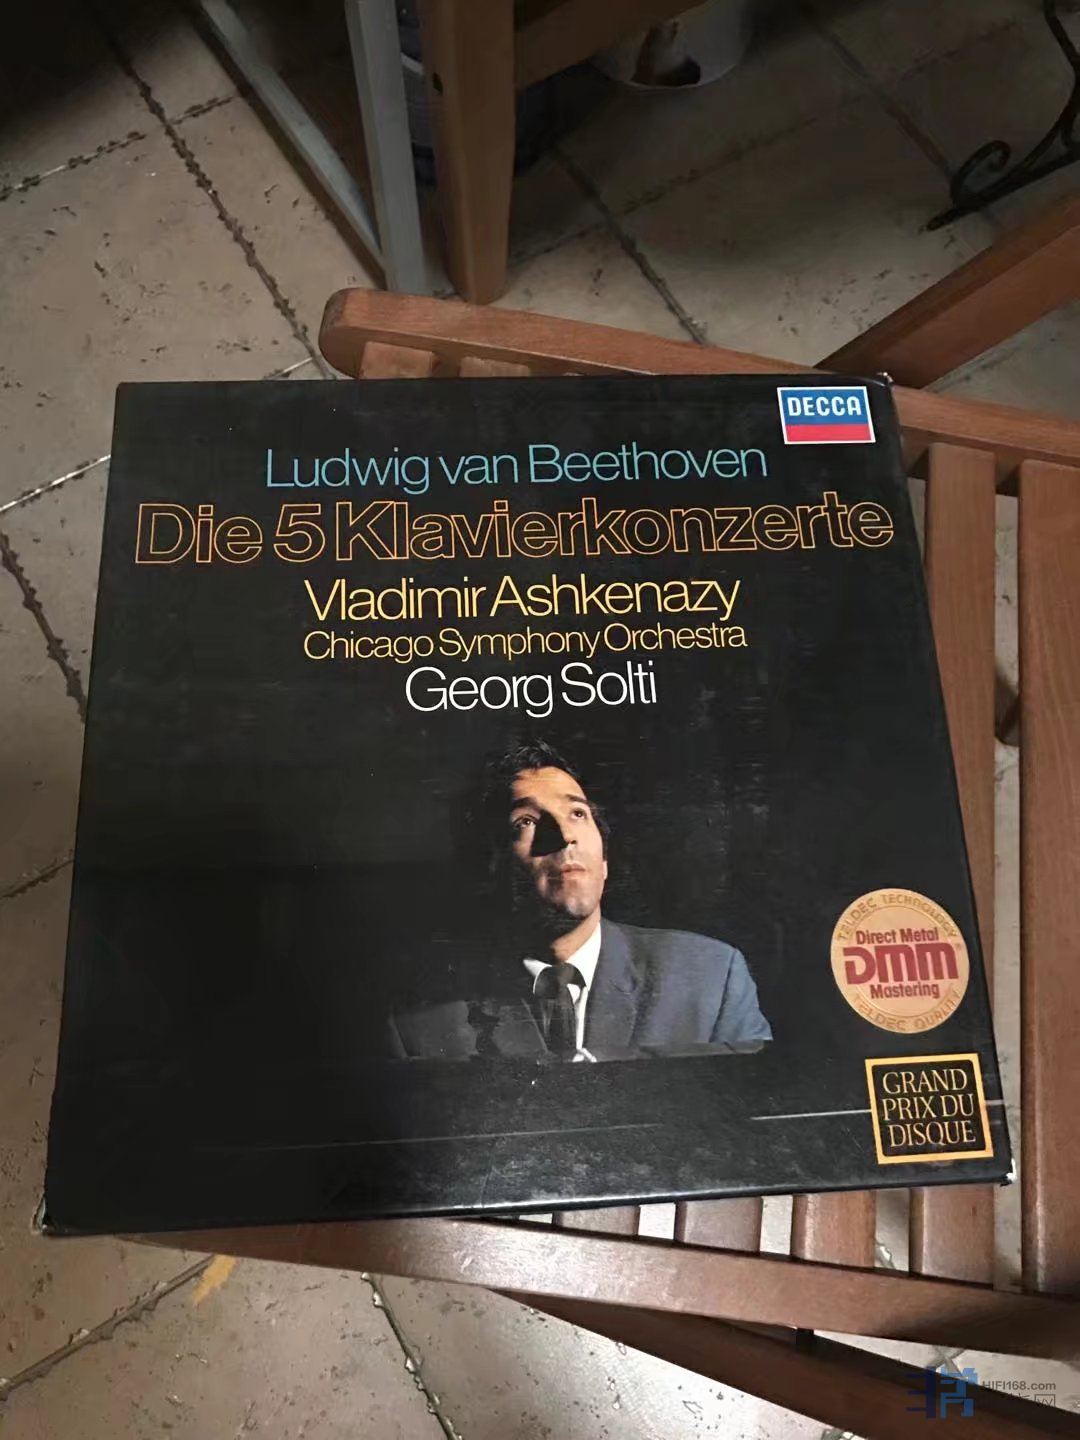 DECCA
Ludwig van Beethoven
Die 5 Klavierkonzerte
Vladimir Ashkenazy
Chicago Symphony Orchestra
Georg Solti
TELDEC TECHNOLOGY
Direct Metal
DMM
Mastering
TELDEC QUALITY
GRAND
PRIX DU
DISQUE
HIFI168.com